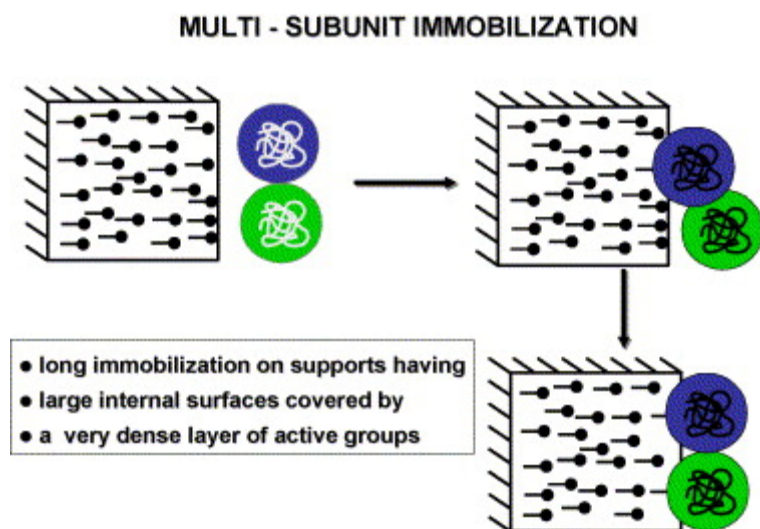 MULTI - SUBUNIT IMMOBILIZATION
● long immobilization on supports having
● large internal surfaces covered by
● a very dense layer of active groups